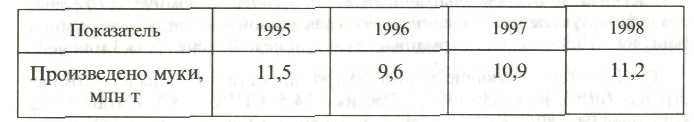 Показатель 1995 1996 1997 1998
Произведено муки, млн т 11,5 9,6 10,9 11,2